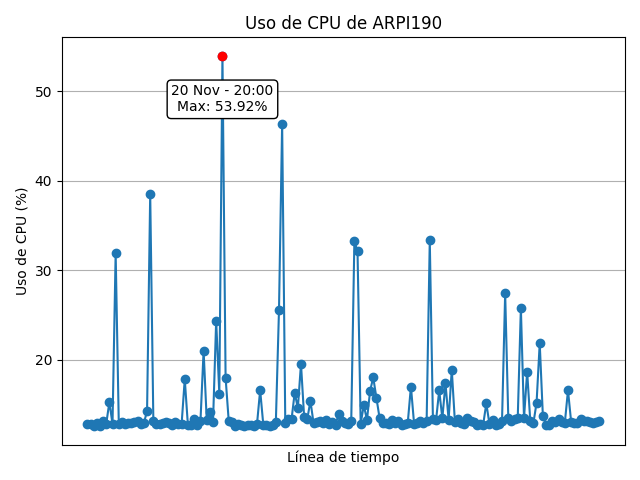 Uso de CPU de ARPI190
Uso de CPU (%)
50
40
30
20
20 Nov - 20:00
Max: 53.92%
Línea de tiempo